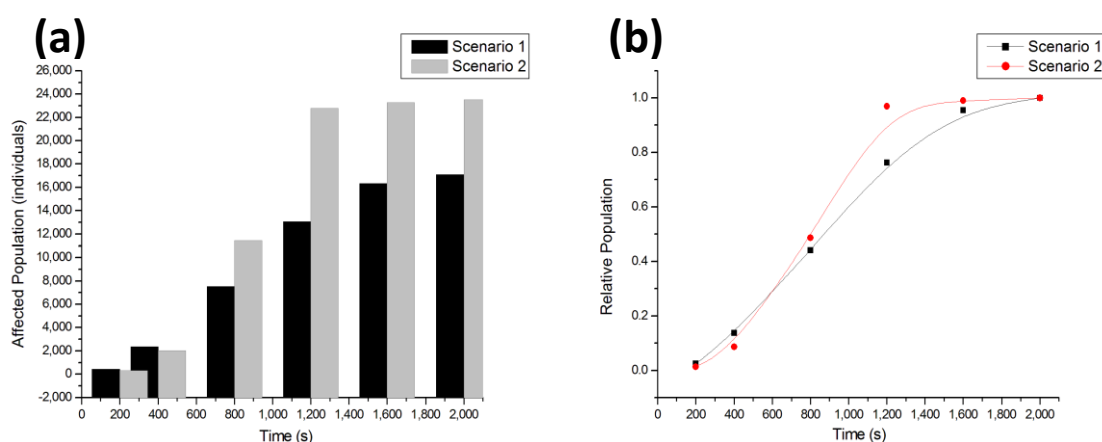 (a)
Scenario 1
Scenario 2
26,000
24,000
22,000
20,000
18,000
16,000
14,000
12,000
10,000
8,000
6,000
4,000
2,000
0
-2,000
Affected Population (individuals)
0 200 400 600 800 1,000 1,200 1,400 1,600 1,800 2,000
Time (s)
(b)
Scenario 1
Scenario 2
1.0
0.8
0.6
0.4
0.2
0.0
Relative Population
0 200 400 600 800 1,000 1,200 1,400 1,600 1,800 2,000
Time (s)